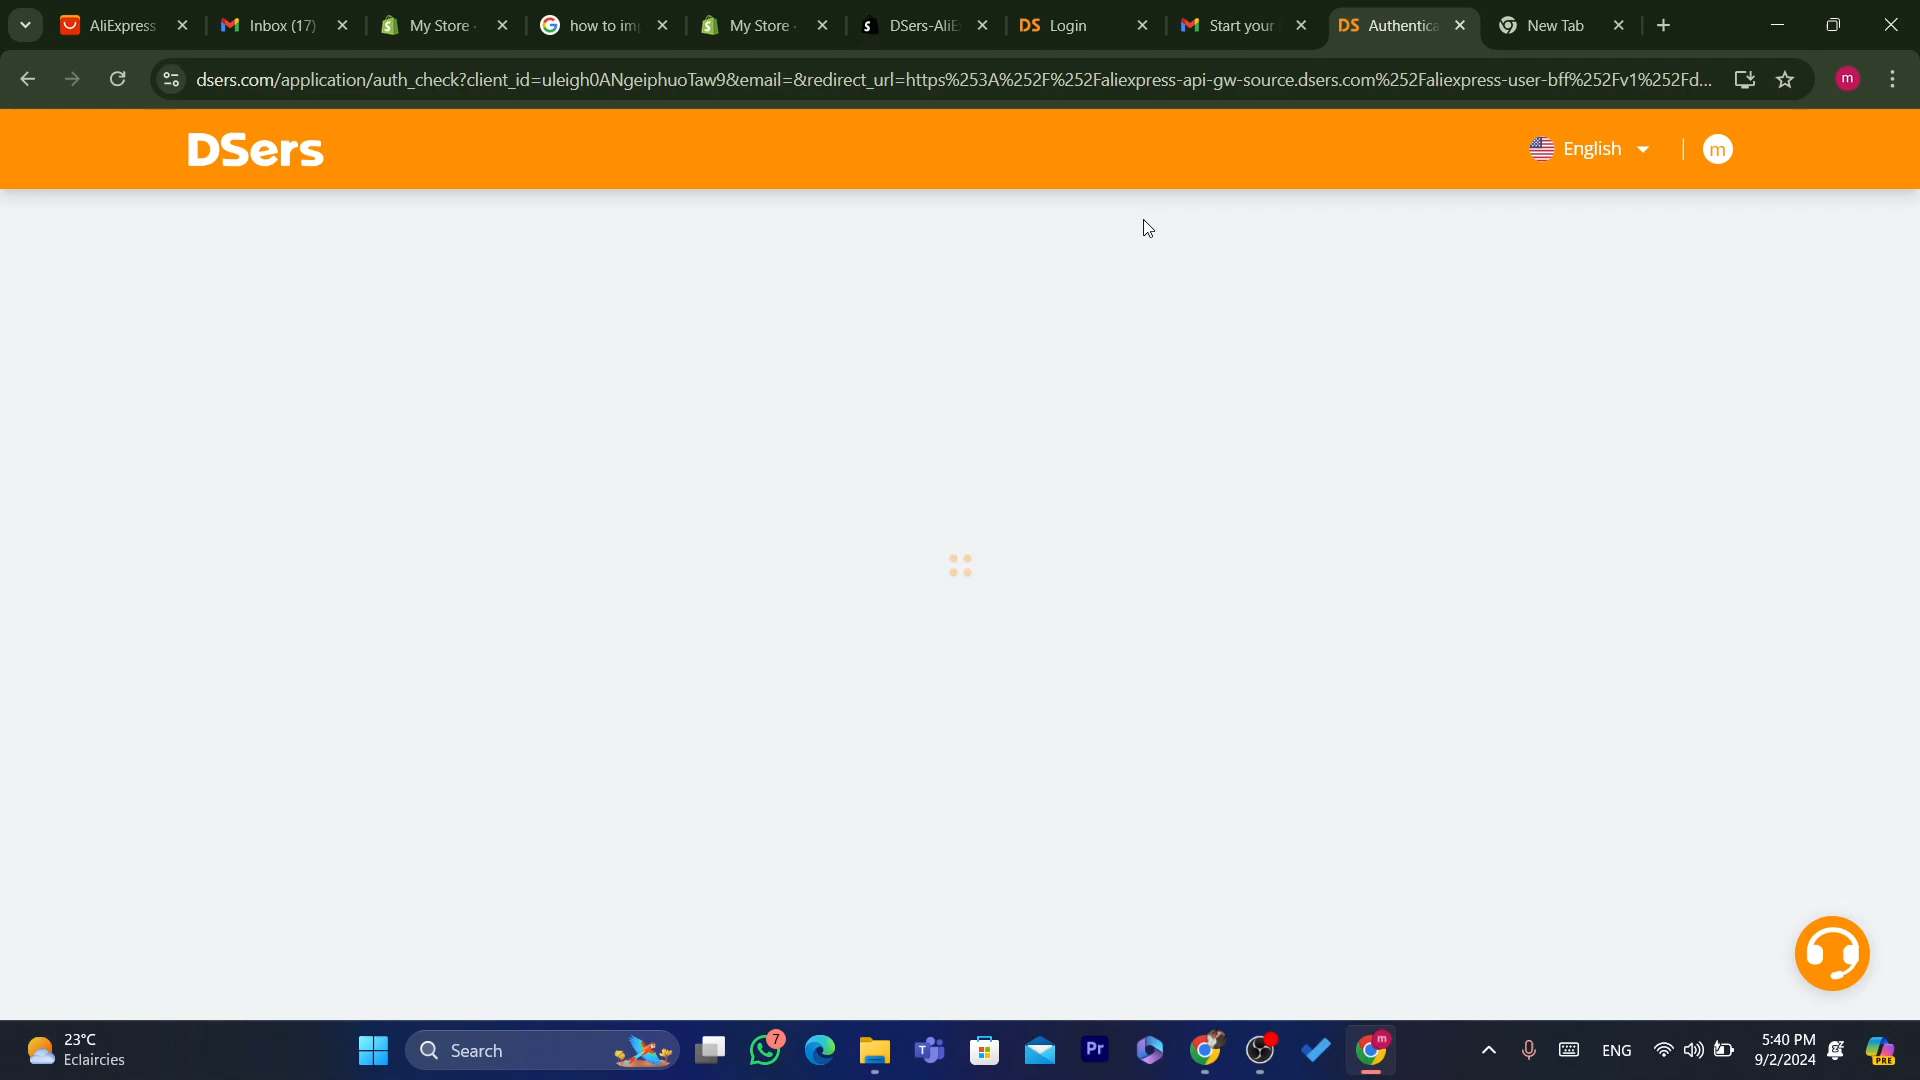 AliExpress
Inbox (17)
My Store -
how to im
My Store -
DSers-AliE
DS Login
Start your
DS Authentica
New Tab
dsers.com/application/auth_check?client_id=uleigh0ANgeiphuoTaw9&email=&redirect_url=https%253A%252F%252Faliexpress-api-gw-source.dsers.com%252Faliexpress-user-bff%252Fv1%252Fd...
m
DSers
English
m
23°C
Eclaircies
Search
7
Pr
m
ENG
5:40 PM
9/2/2024
PRE